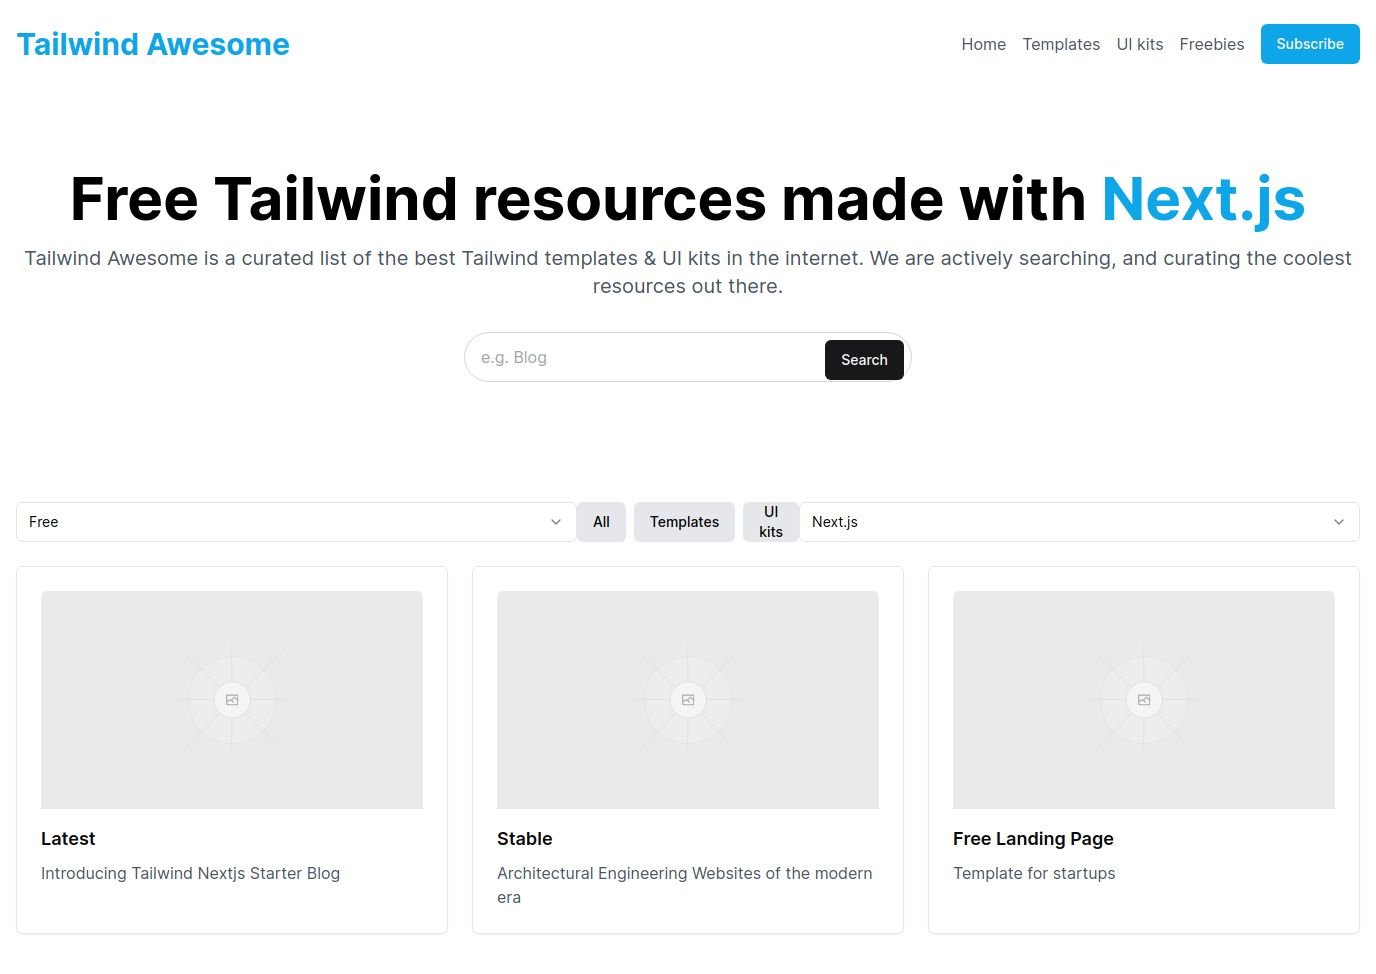 Tailwind Awesome
Home Templates UI kits Freebies Subscribe
Free Tailwind resources made with Next.js
Tailwind Awesome is a curated list of the best Tailwind templates & UI kits in the internet. We are actively searching, and curating the coolest
resources out there.
e.g. Blog Search
Free All Templates UI kits Next.js
Latest
Introducing Tailwind Nextjs Starter Blog
Stable
Architectural Engineering Websites of the modern
era
Free Landing Page
Template for startups